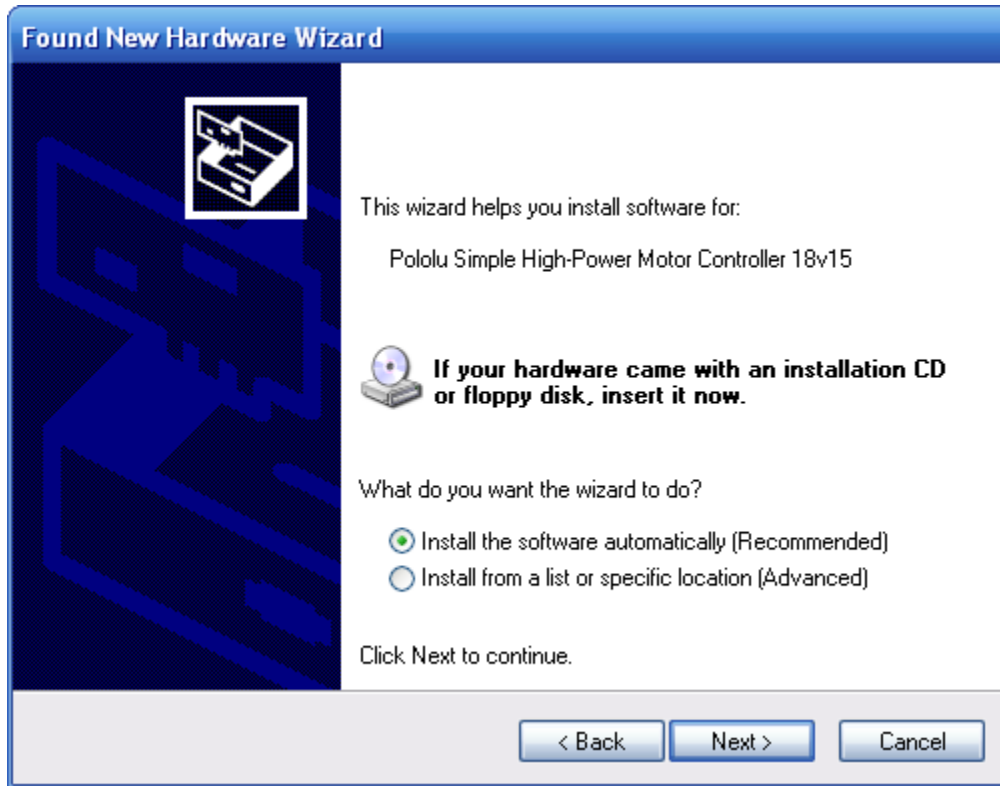 Found New Hardware Wizard
This wizard helps you install software for:
Pololu Simple High-Power Motor Controller 18v15
If your hardware came with an installation CD
or floppy disk, insert it now.
What do you want the wizard to do?
Install the software automatically (Recommended)
Install from a list or specific location (Advanced)
Click Next to continue.
< Back Next > Cancel